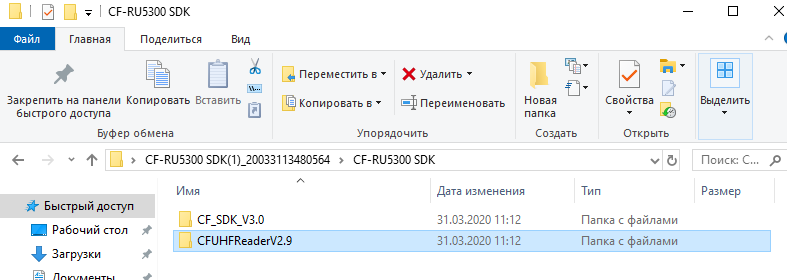 CF-RU5300 SDK
Файл Главная Поделиться Вид
Закрепить на панели быстрого доступа
Копировать
Вставить
Буфер обмена
Переместить в
Копировать в
Удалить
Переименовать
Упорядочить
Новая папка
Создать
Свойства
Открыть
Выделить
CF-RU5300 SDK(1)_20033113480564 > CF-RU5300 SDK
Поиск: C...
Имя Дата изменения Тип Размер
Быстрый доступ
Рабочий стол
Загрузки
Документы
CF_SDK_V3.0 31.03.2020 11:12 Папка с файлами
CFUHFReaderV2.9 31.03.2020 11:12 Папка с файлами